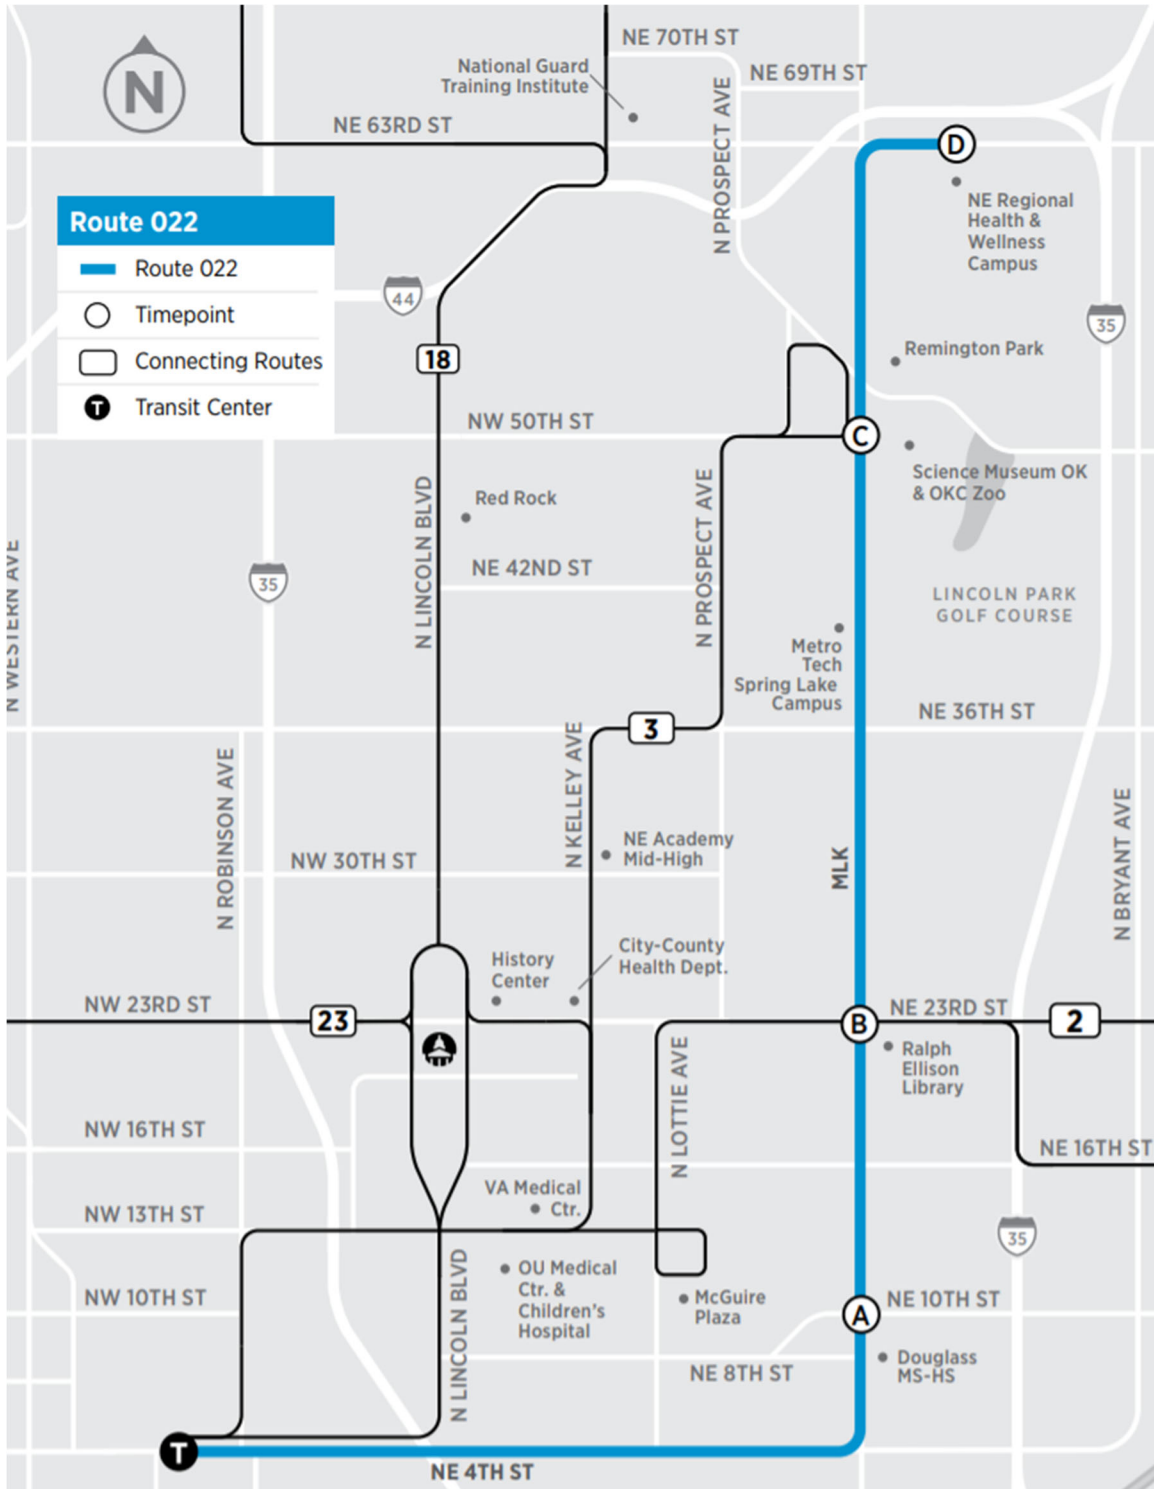 NE 70TH ST
National Guard
Training Institute
NE 69TH ST
N
NE 63RD ST
N PROSPECT AVE
D
NE Regional
Health &
Wellness
Campus
Route 022
Route 022
Timepoint
Connecting Routes
T
Transit Center
44
35
18
Remington Park
NW 50TH ST
C
Science Museum OK
& OKC Zoo
N LINCOLN BLVD
Red Rock
N PROSPECT AVE
NE 42ND ST
35
N WESTERN AVE
LINCOLN PARK
GOLF COURSE
Metro
Tech
Spring Lake
Campus
NE 36TH ST
3
N KELLEY AVE
N ROBINSON AVE
NE Academy
Mid-High
NW 30TH ST
MLK
N BRYANT AVE
City-County
Health Dept.
History
Center
NW 23RD ST
23
B
NE 23RD ST
2
Ralph
Ellison
Library
N LOTTIE AVE
NW 16TH ST
NE 16TH ST
VA Medical
Ctr.
NW 13TH ST
35
OU Medical
Ctr. &
Children's
Hospital
McGuire
Plaza
NW 10TH ST
A
NE 10TH ST
N LINCOLN BLVD
NE 8TH ST
Douglass
MS-HS
T
NE 4TH ST